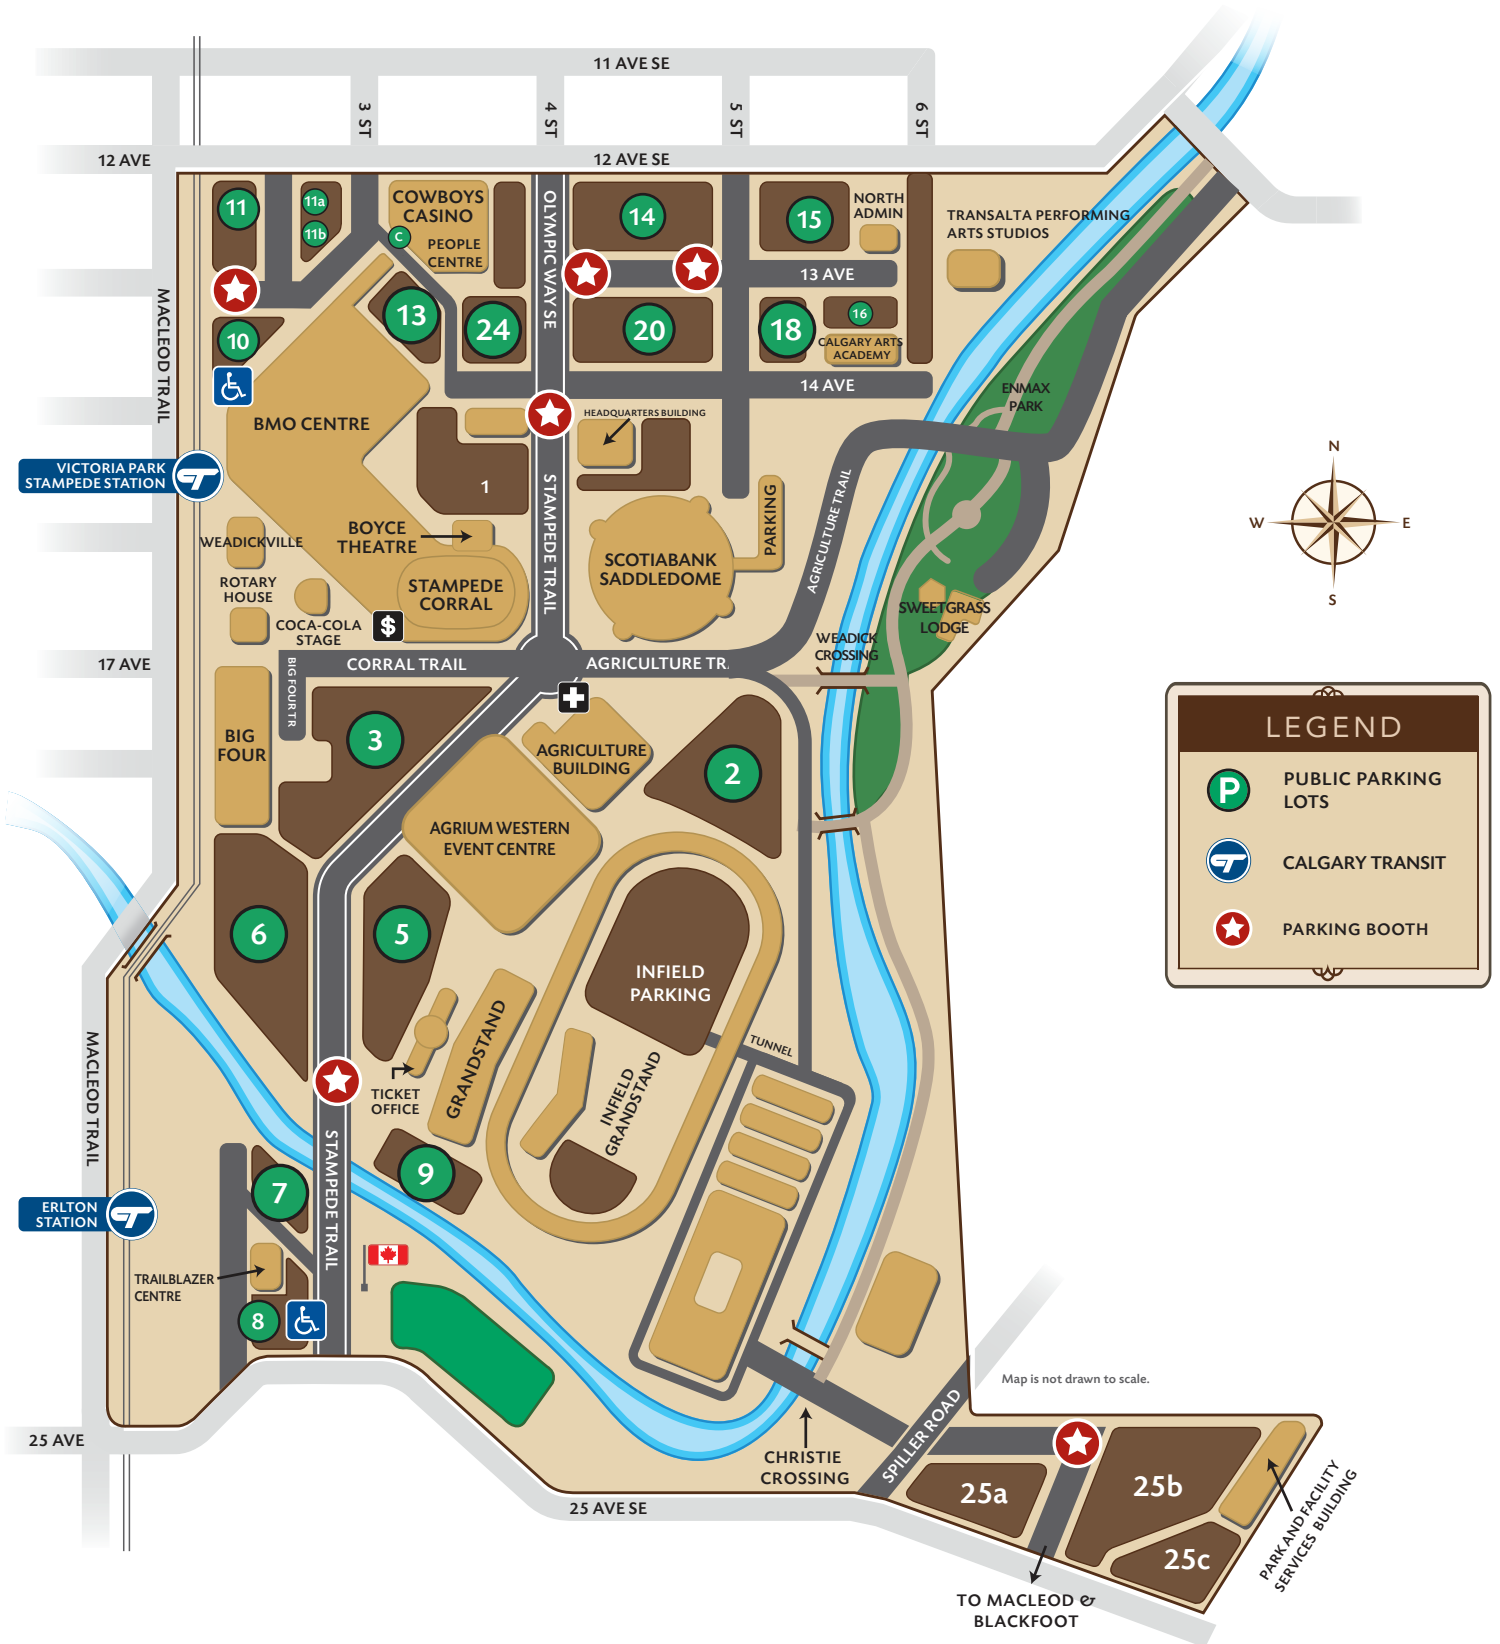 11 AVE SE
3 ST
4 ST
5 ST
6 ST
12 AVE
12 AVE SE
11
11a
11b
COWBOYS
CASINO
C
PEOPLE
CENTRE
OLYMPIC WAY SE
14
15
NORTH
ADMIN
TRANSALTA PERFORMING
ARTS STUDIOS
13 AVE
MACLEOD TRAIL
10
13
24
20
18
16
CALGARY ARTS
ACADEMY
14 AVE
ENMAX
PARK
BMO CENTRE
HEADQUARTERS BUILDING
VICTORIA PARK
STAMPEDE STATION
1
STAMPEDE TRAIL
PARKING
AGRICULTURE TRAIL
N
W
E
S
WEADICKVILLE
BOYCE
THEATRE
SCOTIABANK
SADDLEDOME
ROTARY
HOUSE
COCA-COLA
STAGE
$
STAMPEDE
CORRAL
SWEETGRASS
LODGE
WEADICK
CROSSING
17 AVE
BIG FOUR TR
CORRAL TRAIL
AGRICULTURE TR.
BIG
FOUR
3
AGRICULTURE
BUILDING
2
LEGEND
P
PUBLIC PARKING
LOTS
CALGARY TRANSIT
PARKING BOOTH
AGRIUM WESTERN
EVENT CENTRE
6
5
INFIELD
PARKING
TUNNEL
MACLEOD TRAIL
TICKET
OFFICE
GRANDSTAND
INFIELD
GRANDSTAND
STAMPEDE TRAIL
9
7
ERLTON
STATION
TRAILBLAZER
CENTRE
8
Map is not drawn to scale.
SPILLER ROAD
25 AVE
CHRISTIE
CROSSING
25 AVE SE
25a
25b
25c
PARK AND FACILITY
SERVICES BUILDING
TO MACLEOD &
BLACKFOOT